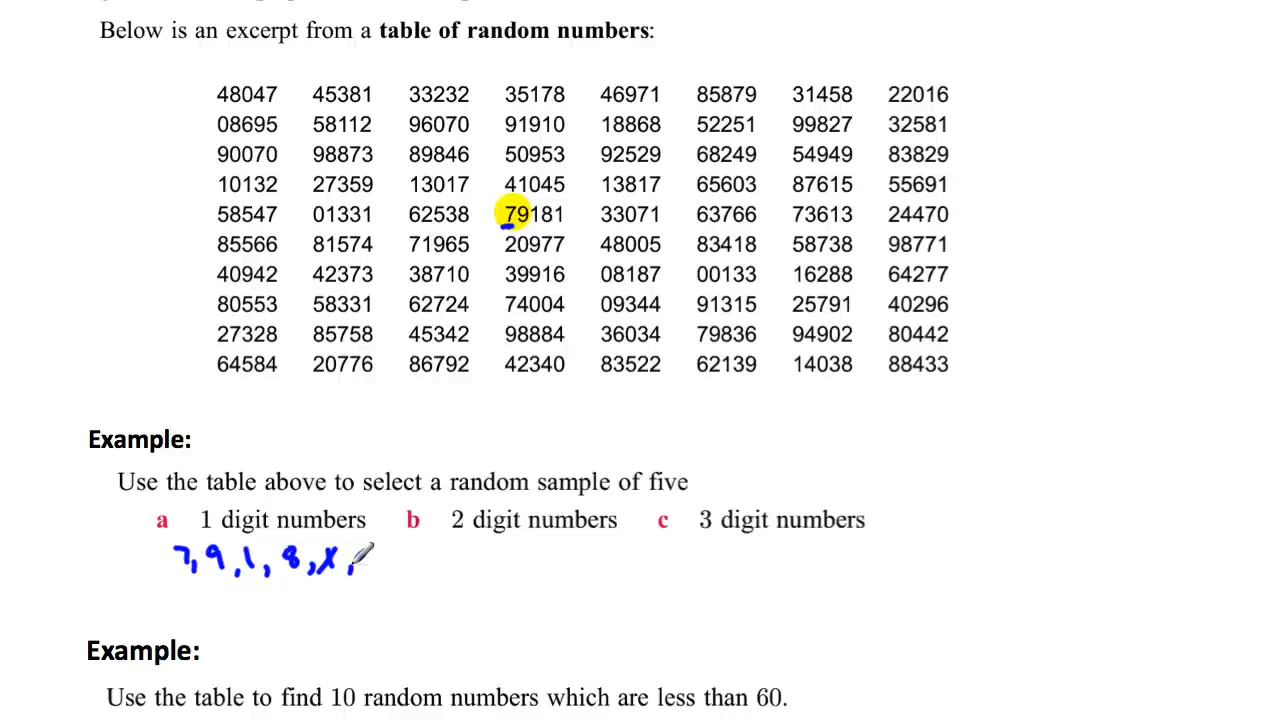 Below is an excerpt from a table of random numbers:
48047 45381 33232 35178 46971 85879 31458 22016
08695 58112 96070 91910 18868 52251 99827 32581
90070 98873 89846 50953 92529 68249 54949 83829
10132 27359 13017 41045 13817 65603 87615 55691
58547 01331 62538 79181 33071 63766 73613 24470
85566 81574 71965 20977 48005 83418 58738 98771
40942 42373 38710 39916 08187 00133 16288 64277
80553 58331 62724 74004 09344 91315 25791 40296
27328 85758 45342 98884 36034 79836 94902 80442
64584 20776 86792 42340 83522 62139 14038 88433
Example:
Use the table above to select a random sample of five
a 1 digit numbers b 2 digit numbers c 3 digit numbers
7, 9, 1, 8, x,
Example:
Use the table to find 10 random numbers which are less than 60.